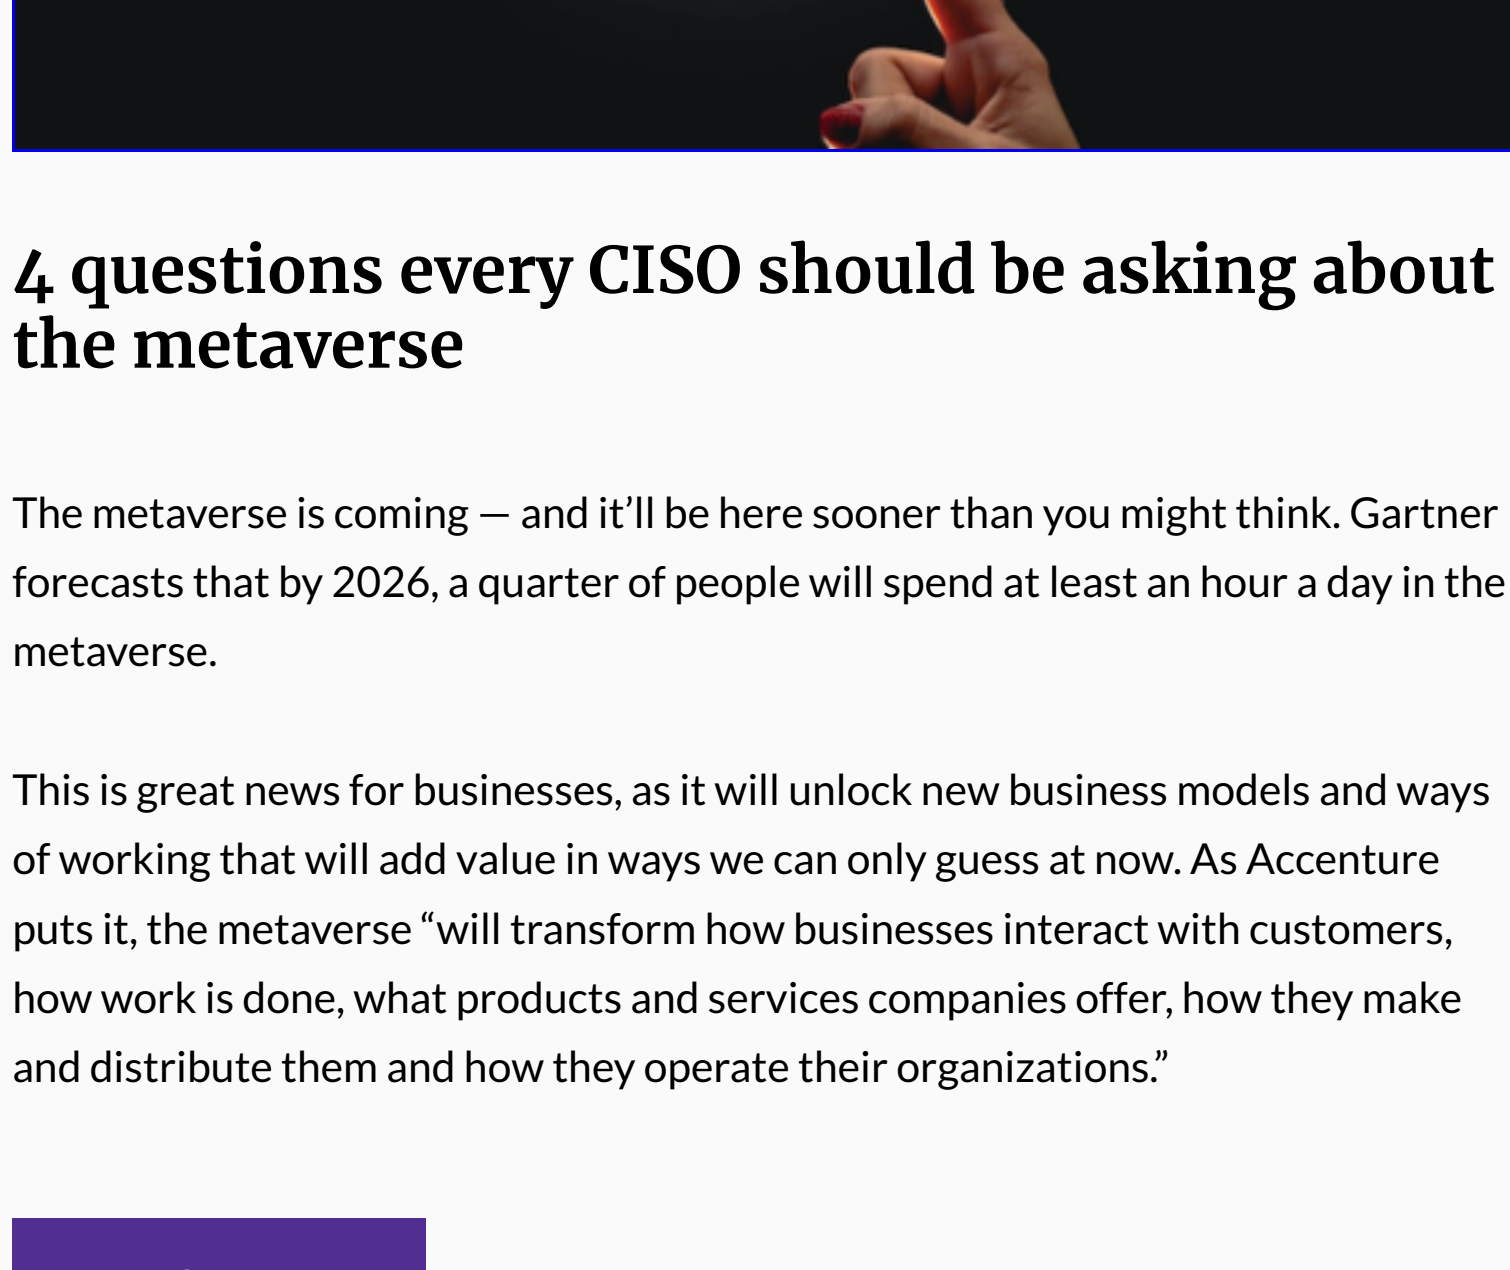 4 questions every CISO should be asking about
the metaverse
The metaverse is coming — and it’ll be here sooner than you might think. Gartner
forecasts that by 2026, a quarter of people will spend at least an hour a day in the
metaverse.
This is great news for businesses, as it will unlock new business models and ways
of working that will add value in ways we can only guess at now. As Accenture
puts it, the metaverse “will transform how businesses interact with customers,
how work is done, what products and services companies offer, how they make
and distribute them and how they operate their organizations.”